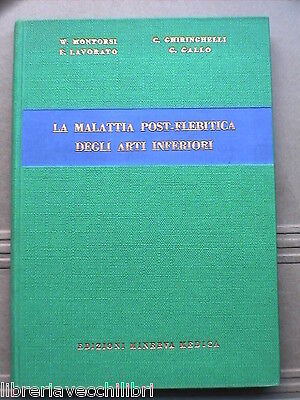 W. MONTORSI C. GHIRINGHELLI
E. LAVORATO C. GALLO
LA MALATTIA POST-FLEBITICA
DEGLI ARTI INFERIORI
EDIZIONI MINERVA MEDICA
libreriavecchilibri